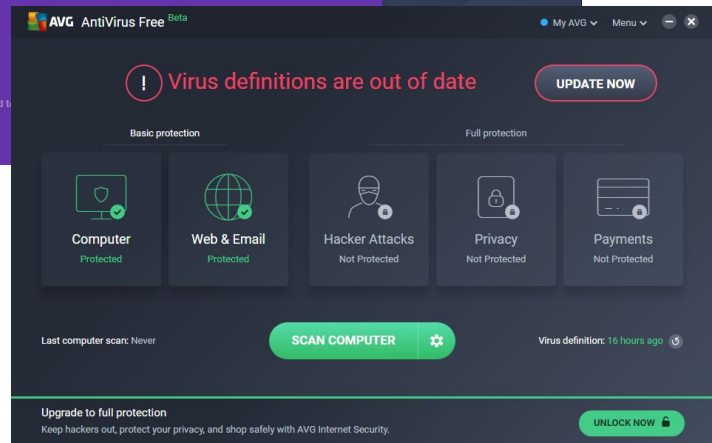 AVG AntiVirus Free Beta
My AVG
Menu
Virus definitions are out of date
UPDATE NOW
Basic protection
Full protection
Computer
Protected
Web & Email
Protected
Hacker Attacks
Not Protected
Privacy
Not Protected
Payments
Not Protected
Last computer scan: Never
SCAN COMPUTER
Virus definition: 16 hours ago
Upgrade to full protection
Keep hackers out, protect your privacy, and shop safely with AVG Internet Security.
UNLOCK NOW